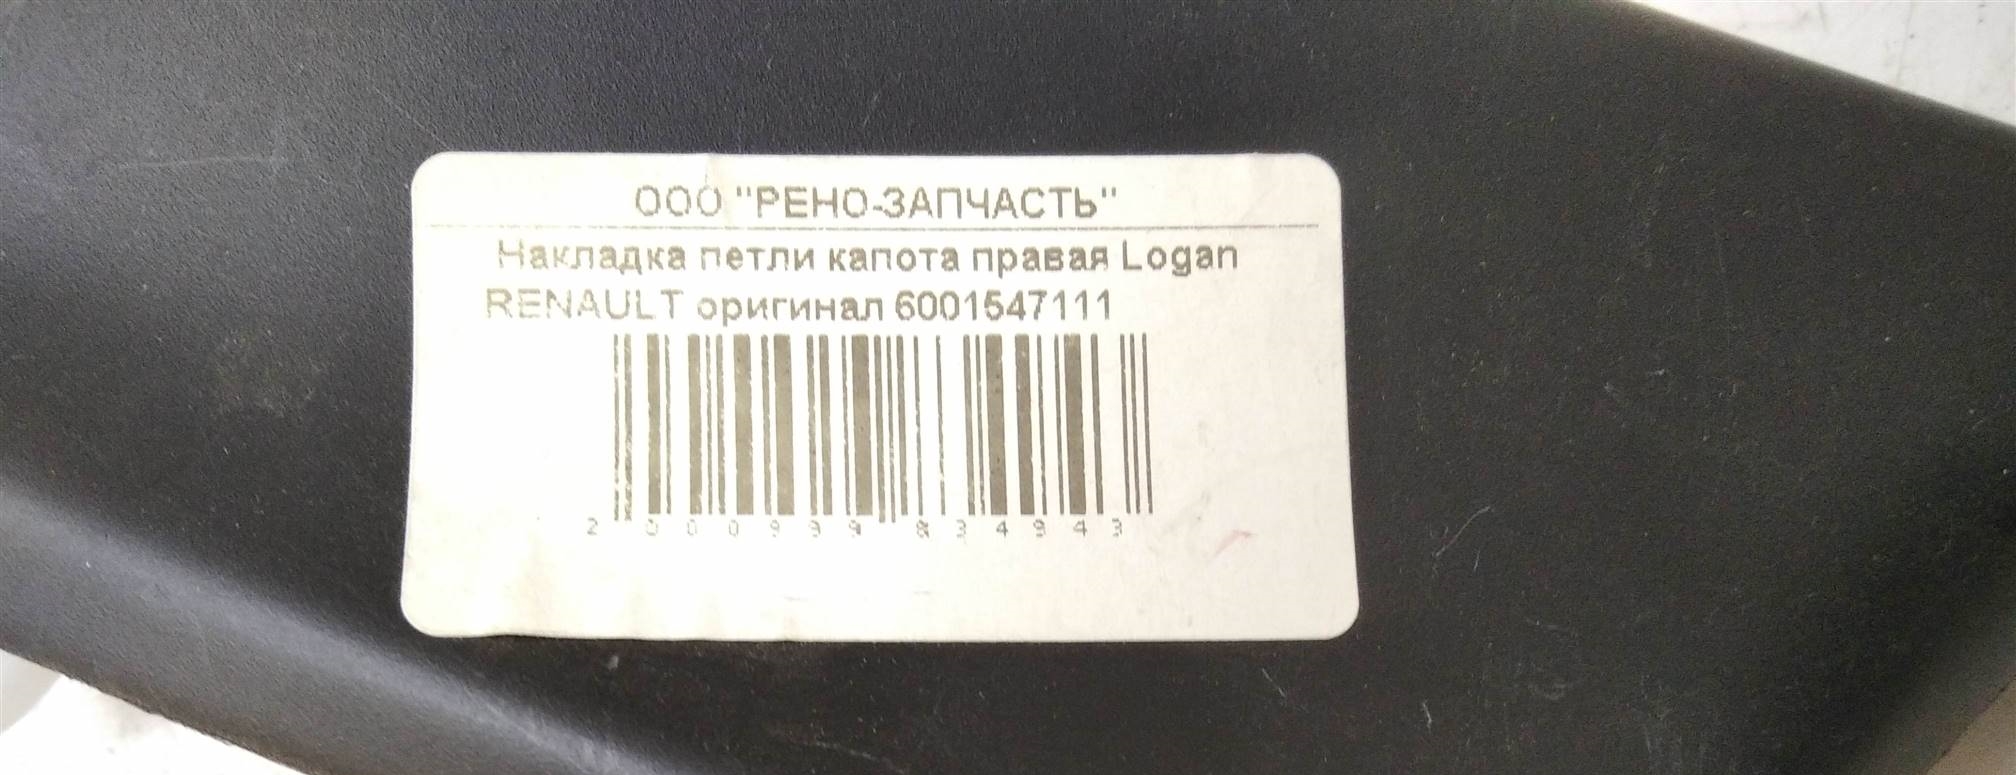 ООО "РЕНО-ЗАПЧАСТЬ"
Накладка петли капота правая Logan
RENAULT оригинал 6001547111
2 000999 834943